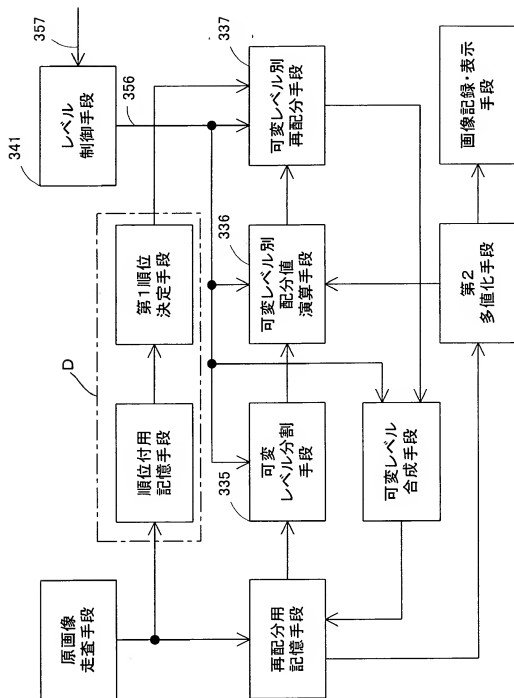 原画像
走査手段
順位付用
記憶手段
第1順位
決定手段
D
レベル
制御手段
341
357
356
再配分用
記憶手段
可変
レベル分割
手段
335
可変レベル別
配分値
演算手段
336
可変レベル別
再配分手段
337
可変レベル
合成手段
第2
多値化手段
画像記録・表示
手段